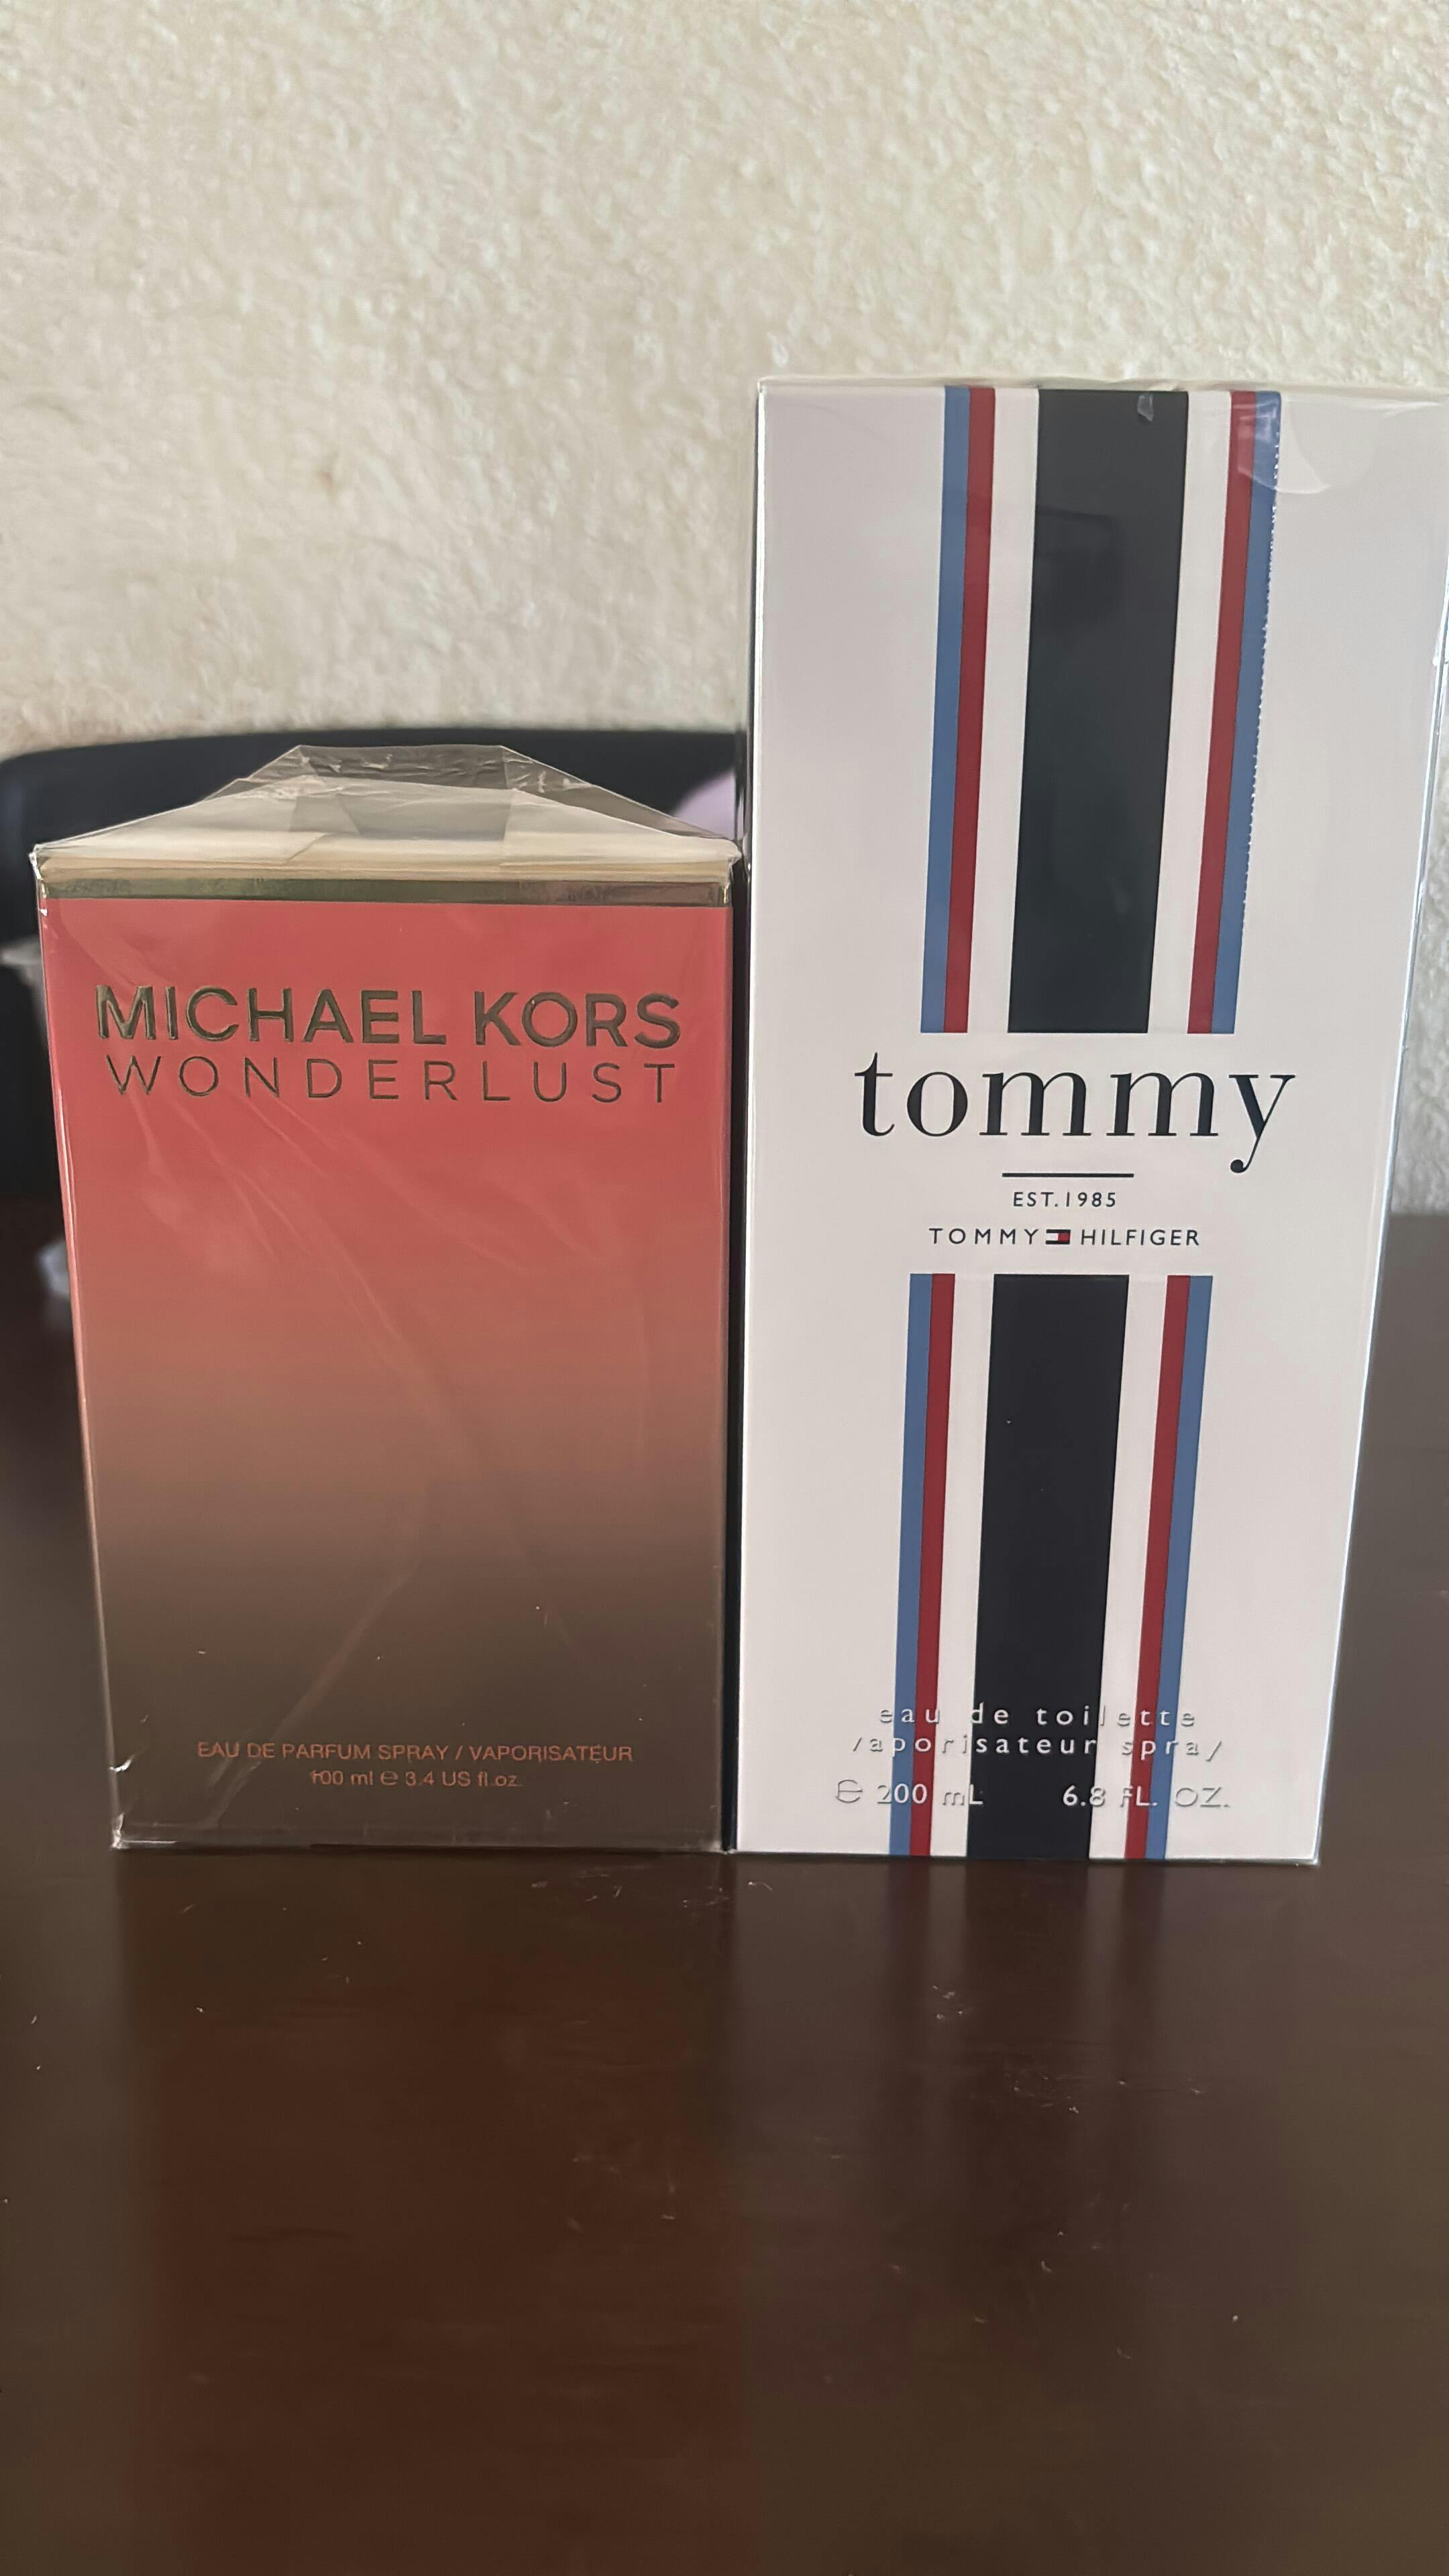 MICHAEL KORS
WONDERLUST
EAU DE PARFUM SPRAY / VAPORISATEUR
100 ml e 3.4 US fl.oz.
tommy
EST.1985
TOMMY HILFIGER
eau de toilette
vaporisateur spray
e 200 mL 6.8 FL. OZ.